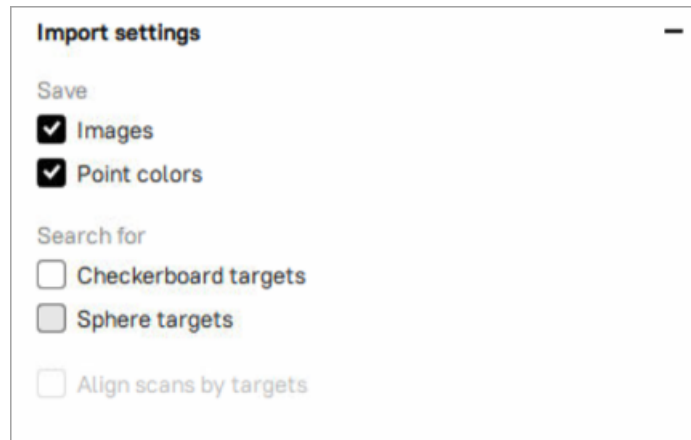 Import settings
Save
Images
Point colors
Search for
Checkerboard targets
Sphere targets
Align scans by targets